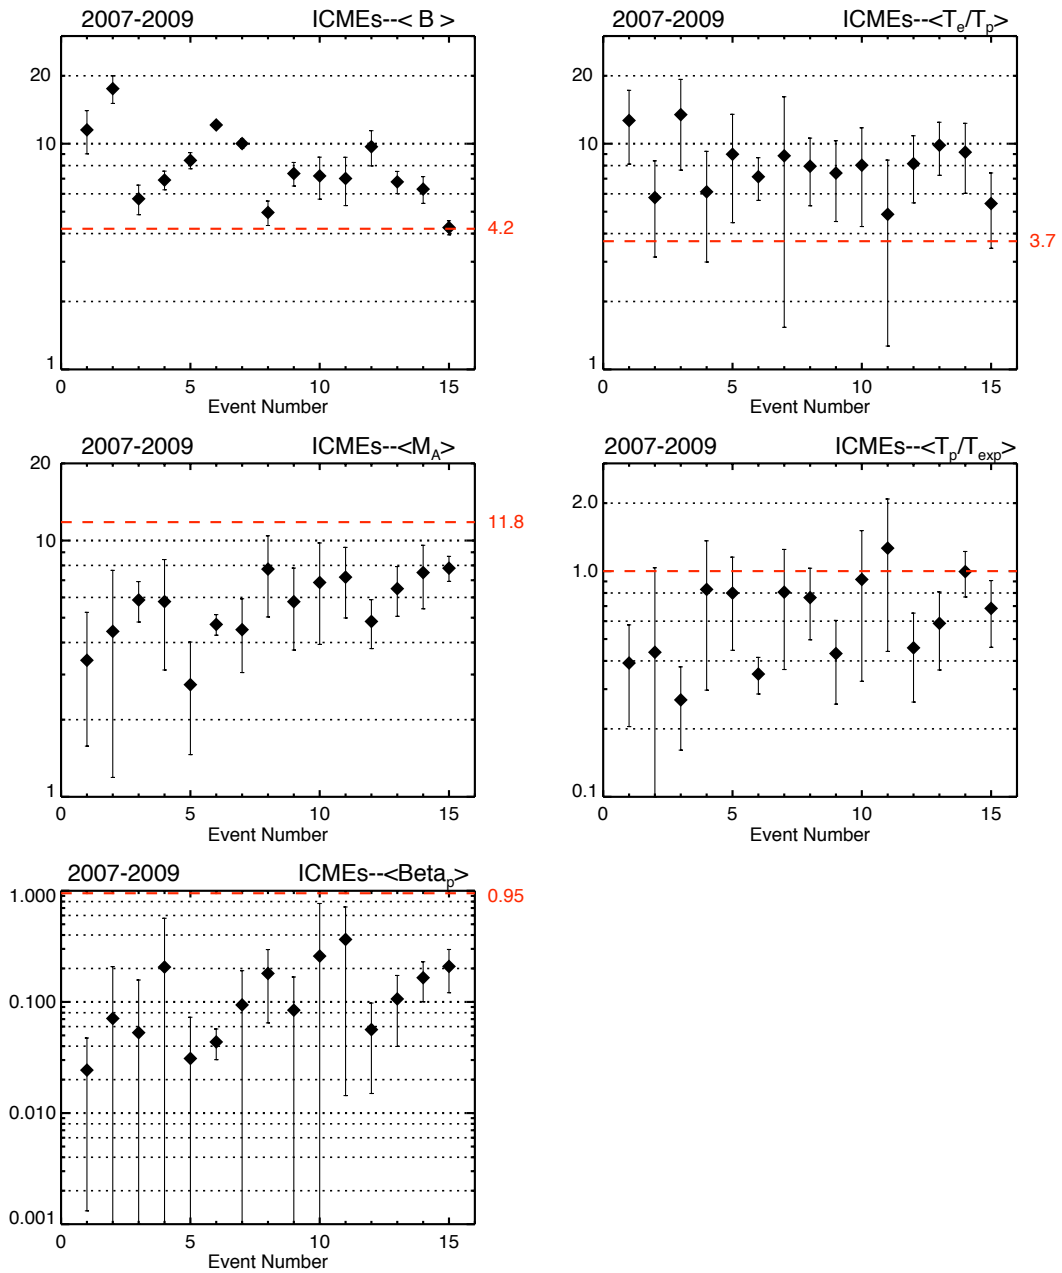 2007-2009 ICMEs--< B >
20
10
1
4.2
0 5 10 15
Event Number
2007-2009 ICMEs--<Te/Tp>
20
10
1
3.7
0 5 10 15
Event Number
2007-2009 ICMEs--<MA>
20
10
1
11.8
0 5 10 15
Event Number
2007-2009 ICMEs--<Tp/Texp>
2.0
1.0
0.1
0 5 10 15
Event Number
2007-2009 ICMEs--<Betap>
1.000
0.100
0.010
0.001
0.95
0 5 10 15
Event Number